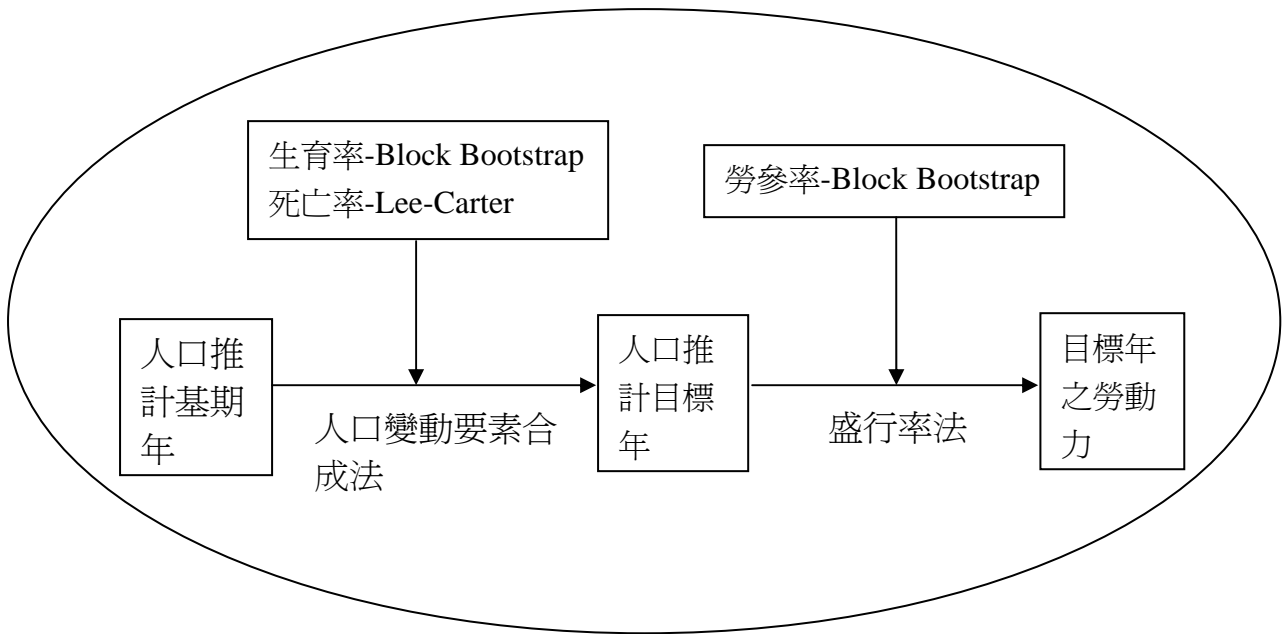 生育率-Block Bootstrap
死亡率-Lee-Carter
勞參率-Block Bootstrap
人口推
計基期
年
人口變動要素合
成法
人口推
計目標
年
盛行率法
目標年
之勞動
力